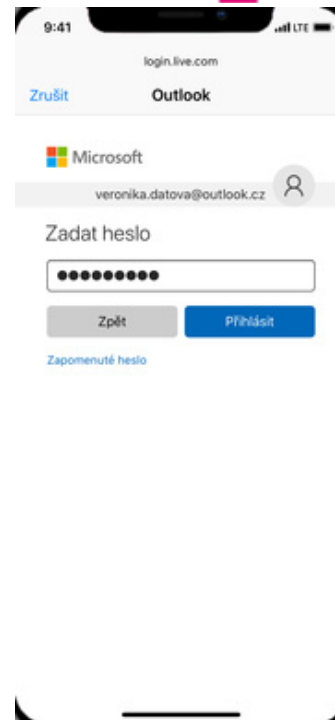 9:41 LTE
login.live.com
Zrušit Outlook
Microsoft
veronika.datova@outlook.cz
Zadat heslo
●●●●●●●●●
Zpět Přihlásit
Zapomenuté heslo